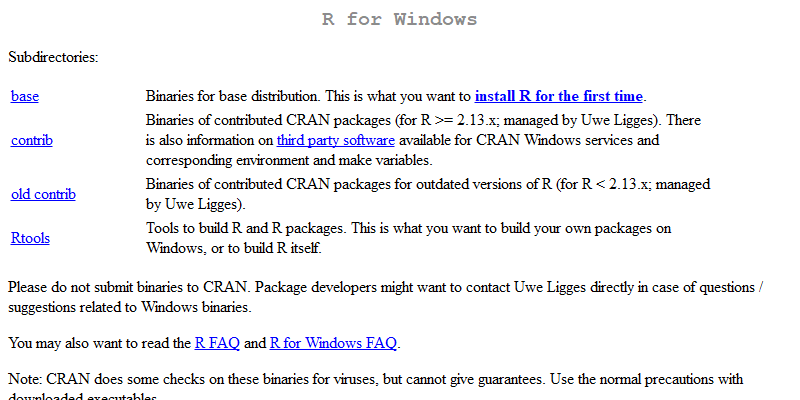 R for Windows
Subdirectories:
base
Binaries for base distribution. This is what you want to install R for the first time.
contrib
Binaries of contributed CRAN packages (for R >= 2.13.x; managed by Uwe Ligges). There
is also information on third party software available for CRAN Windows services and
corresponding environment and make variables.
old contrib
Binaries of contributed CRAN packages for outdated versions of R (for R < 2.13.x; managed
by Uwe Ligges).
Rtools
Tools to build R and R packages. This is what you want to build your own packages on
Windows, or to build R itself.
Please do not submit binaries to CRAN. Package developers might want to contact Uwe Ligges directly in case of questions /
suggestions related to Windows binaries.
You may also want to read the R FAQ and R for Windows FAQ.
Note: CRAN does some checks on these binaries for viruses, but cannot give guarantees. Use the normal precautions with
downloaded executables.